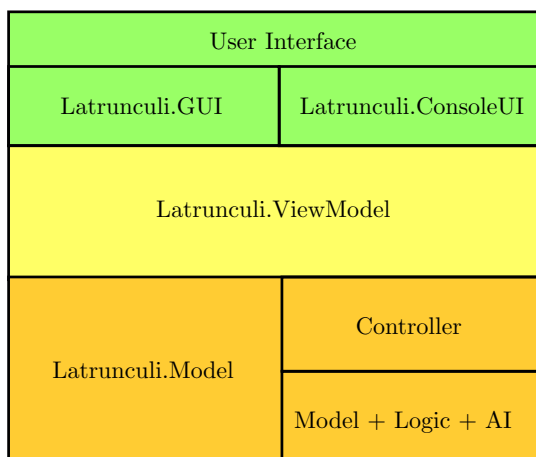 User Interface
Latrunculi.GUI
Latrunculi.ConsoleUI
Latrunculi.ViewModel
Latrunculi.Model
Controller
Model + Logic + AI